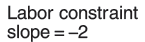 Labor constraint
slope = −2